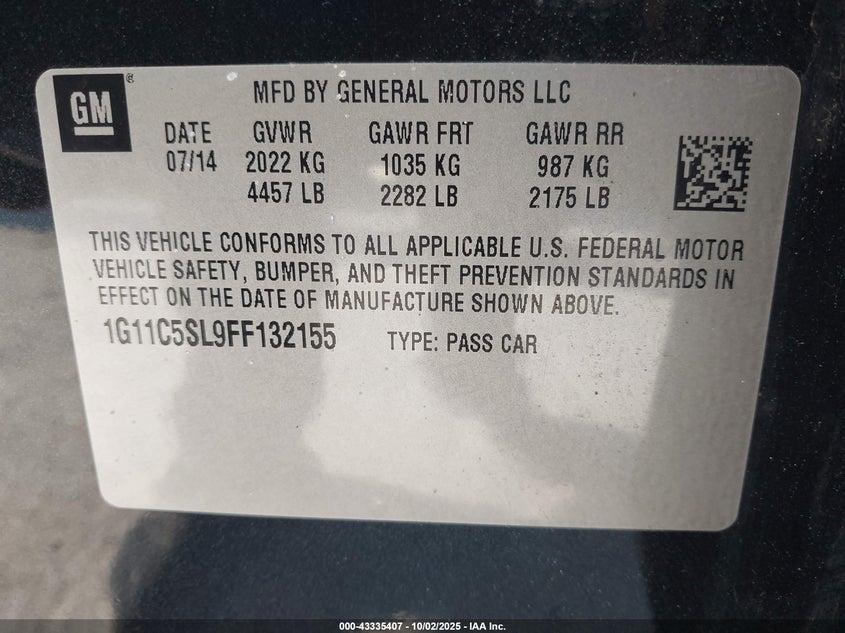 GM ®
MFD BY GENERAL MOTORS LLC
DATE GVWR GAWR FRT GAWR RR
07/14 2022 KG 1035 KG 987 KG
4457 LB 2282 LB 2175 LB
THIS VEHICLE CONFORMS TO ALL APPLICABLE U.S. FEDERAL MOTOR
VEHICLE SAFETY, BUMPER, AND THEFT PREVENTION STANDARDS IN
EFFECT ON THE DATE OF MANUFACTURE SHOWN ABOVE.
1G11C5SL9FF132155 TYPE: PASS CAR
000-43335407 - 10/02/2025 - IAA Inc.